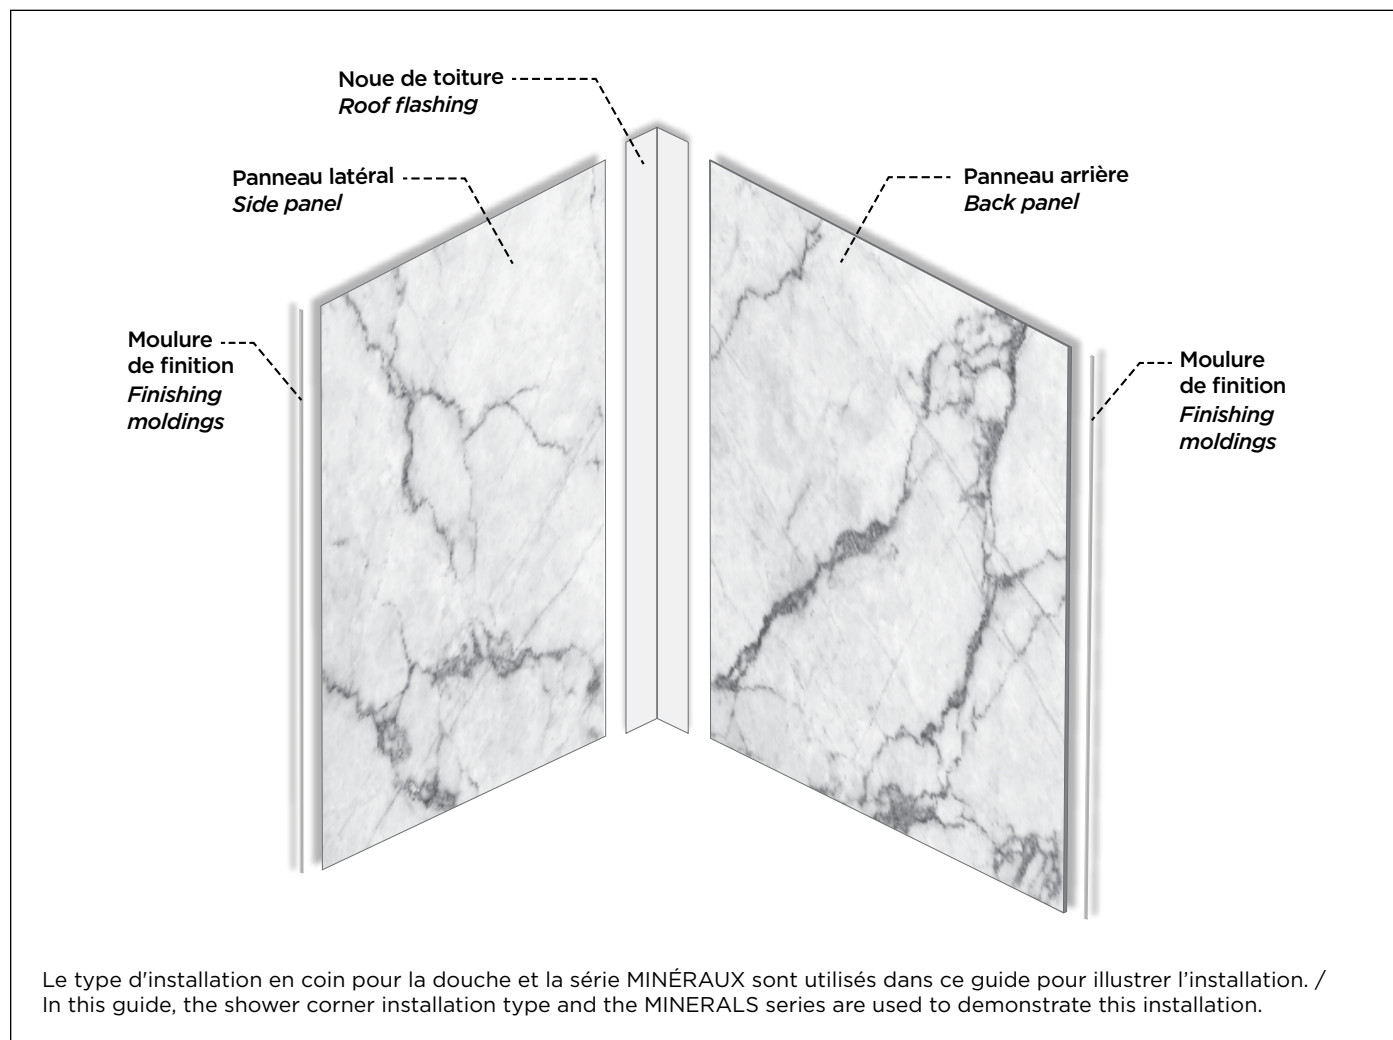 Noue de toiture
Roof flashing
Panneau latéral
Side panel
Panneau arrière
Back panel
Moulure
de finition
Finishing
moldings
Moulure
de finition
Finishing
moldings
Le type d'installation en coin pour la douche et la série MINÉRAUX sont utilisés dans ce guide pour illustrer l’installation. /
In this guide, the shower corner installation type and the MINERALS series are used to demonstrate this installation.